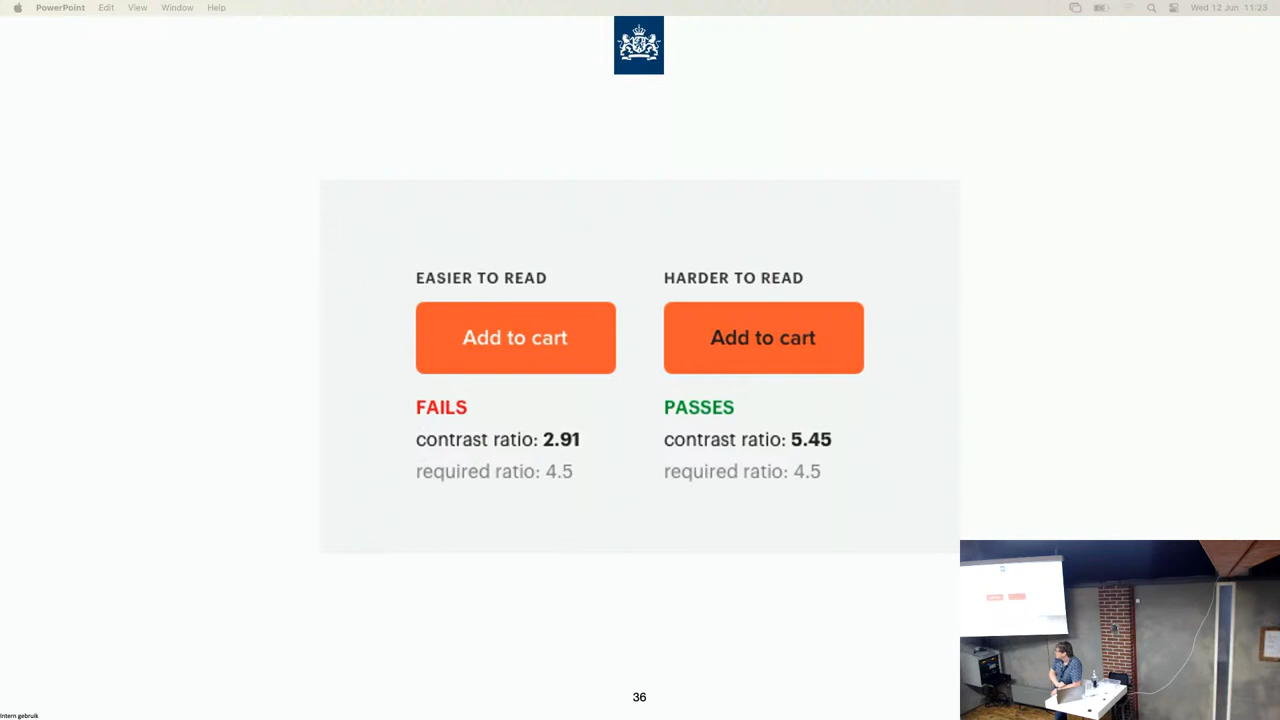 PowerPoint Edit View Window Help Wed 12 Jun 11:23
EASIER TO READ
Add to cart
FAILS
contrast ratio: 2.91
required ratio: 4.5
HARDER TO READ
Add to cart
PASSES
contrast ratio: 5.45
required ratio: 4.5
36
Intern gebruik